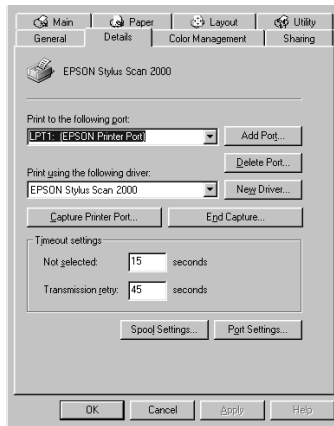 Main Paper Layout Utility
General Details Color Management Sharing
EPSON Stylus Scan 2000
Print to the following port:
LPT1: (EPSON Printer Port) Add Port...
Delete Port...
Print using the following driver:
EPSON Stylus Scan 2000 New Driver...
Capture Printer Port... End Capture...
Timeout settings
Not selected: 15 seconds
Transmission retry: 45 seconds
Spool Settings... Port Settings...
OK Cancel Apply Help